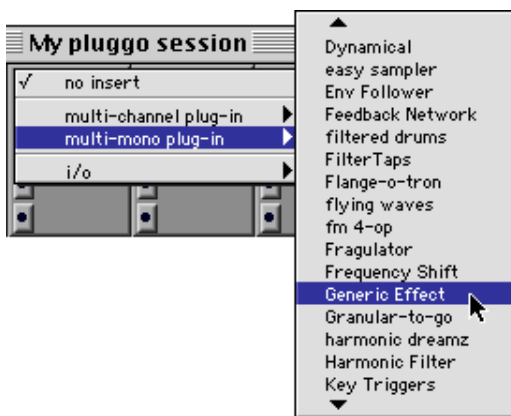 My pluggo session
✓ no insert
multi-channel plug-in
multi-mono plug-in
i/o
Dynamical
easy sampler
Env Follower
Feedback Network
filtered drums
FilterTaps
Flange-o-tron
flying waves
fm 4-op
Fragulator
Frequency Shift
Generic Effect
Granular-to-go
harmonic dreamz
Harmonic Filter
Key Triggers